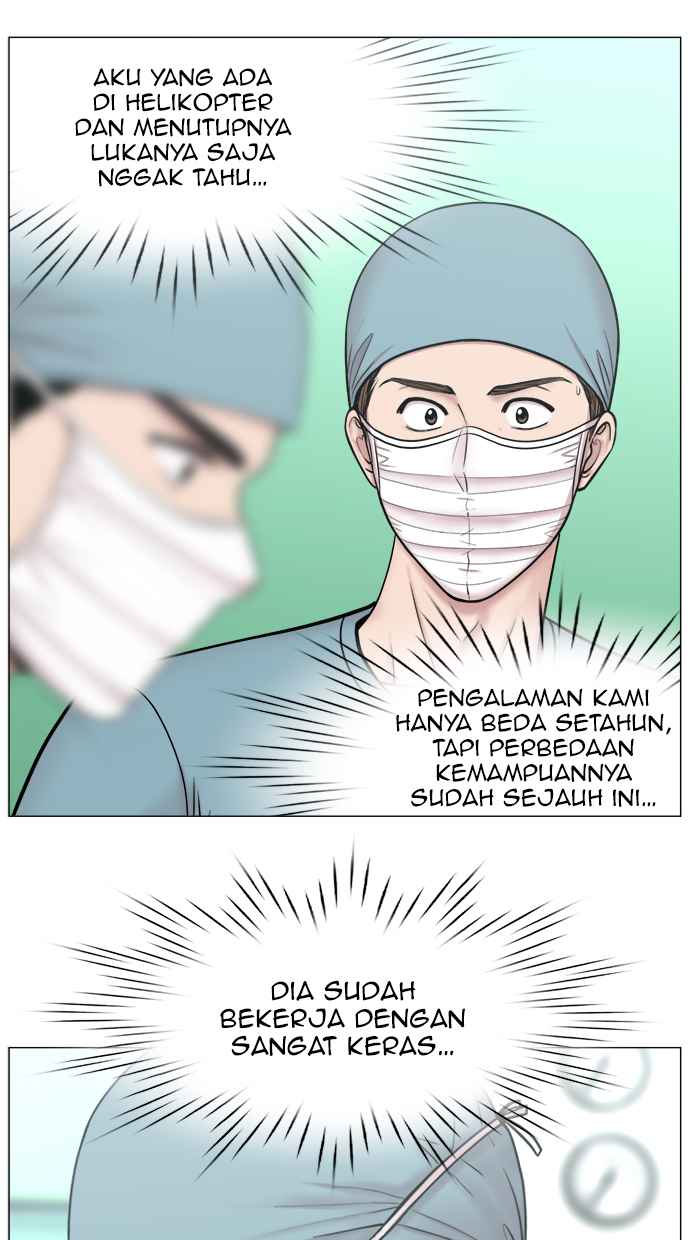 AKU YANG ADA
DI HELIKOPTER
DAN MENUTUPNYA
LUKANYA SAJA
NGGAK TAHU...
PENGALAMAN KAMI
HANYA BEDA SETAHUN,
TAPI PERBEDAAN
KEMAMPUANNYA
SUDAH SEJAUH INI...
DIA SUDAH
BEKERJA DENGAN
SANGAT KERAS...